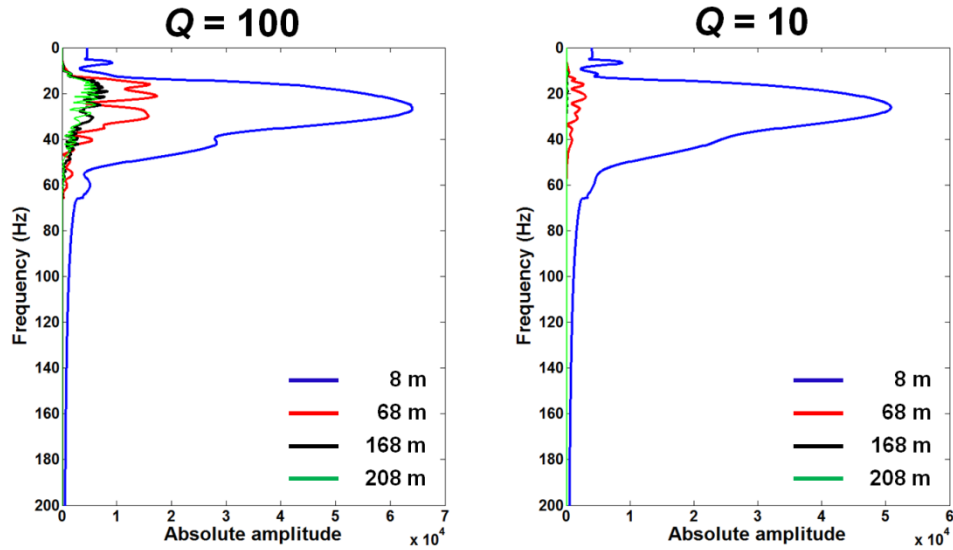 Q = 100
Frequency (Hz)
0
20
40
60
80
100
120
140
160
180
200
8 m
68 m
168 m
208 m
0 1 2 3 4 5 6 7
Absolute amplitude
x 10^4
Q = 10
Frequency (Hz)
0
20
40
60
80
100
120
140
160
180
200
8 m
68 m
168 m
208 m
0 1 2 3 4 5 6
Absolute amplitude
x 10^4